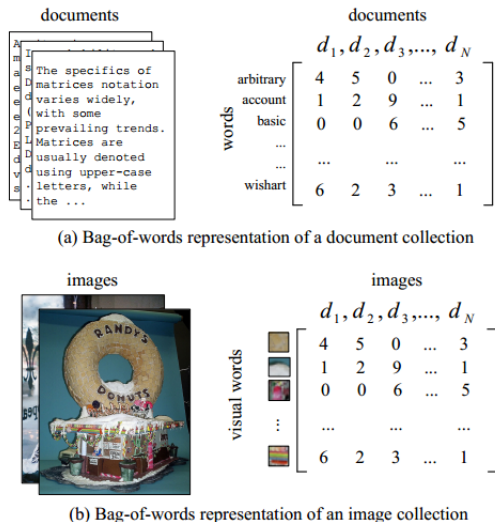 documents
The specifics of
matrices notation
varies widely,
with some
prevailing trends.
Matrices are
usually denoted
using upper-case
letters, while
the ...
documents
d1, d2, d3,..., dN
words
arbitrary 4 5 0 ... 3
account 1 2 9 ... 1
basic 0 0 6 ... 5
...
... ... ... ...
wishart 6 2 3 ... 1
(a) Bag-of-words representation of a document collection
images
RANDY'S
DONUTS
images
d1, d2, d3,..., dN
visual words
4 5 0 ... 3
1 2 9 ... 1
0 0 6 ... 5
⋮ ... ... ...
6 2 3 ... 1
(b) Bag-of-words representation of an image collection